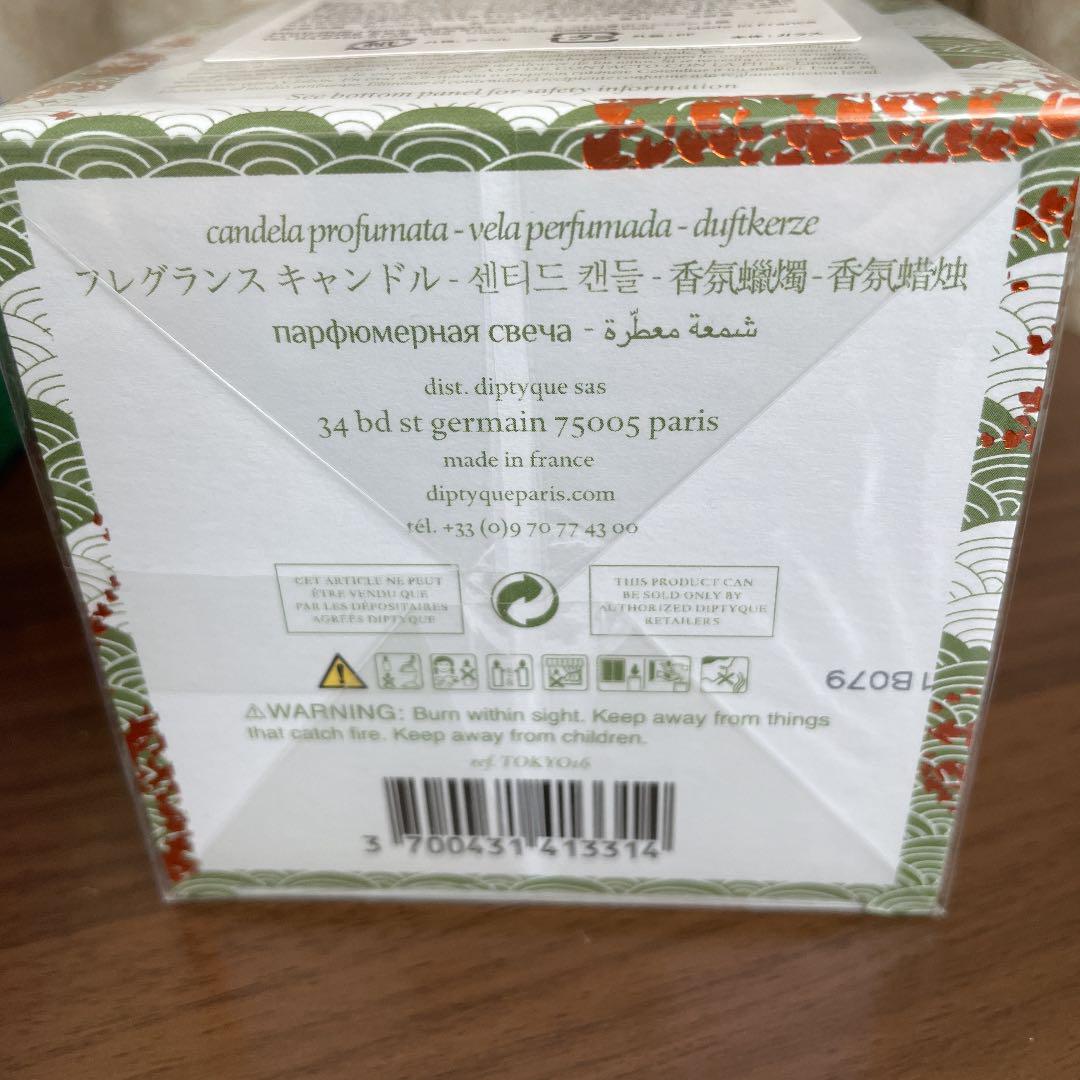 See bottom panel for safety information
candela profumata - vela perfumada - duftkerze
フレグランス キャンドル - 센티드 캔들 - 香氛蠟燭 - 香氛蜡烛
парфюмерная свеча - شمعة معطّرة
dist. diptyque sas
34 bd st germain 75005 paris
made in france
diptyqueparis.com
tél. +33 (0)9 70 77 43 00
CET ARTICLE NE PEUT
ÊTRE VENDU QUE
PAR LES DÉPOSITAIRES
AGRÉÉS DIPTYQUE
THIS PRODUCT CAN
BE SOLD ONLY BY
AUTHORIZED DIPTYQUE
RETAILERS
1B079
⚠WARNING: Burn within sight. Keep away from things
that catch fire. Keep away from children.
ref. TOKYO16
3 700431 413314